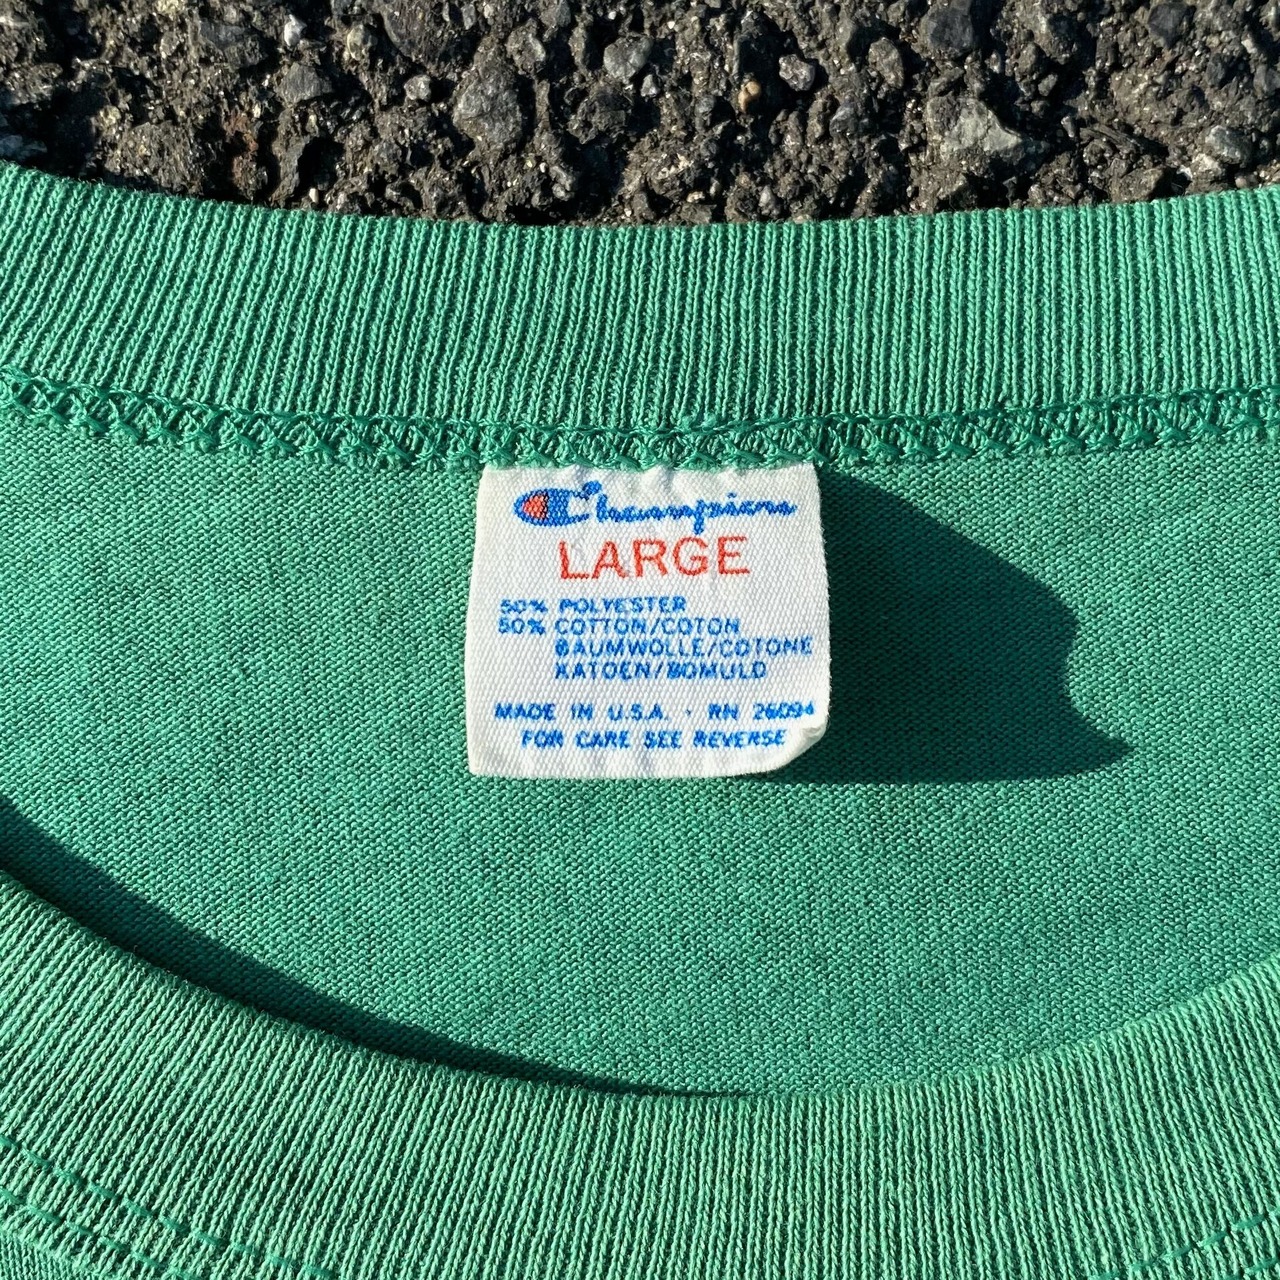 Champion
LARGE
50% POLYESTER
50% COTTON/COTON
BAUMWOLLE/COTONE
KATOEN/BOMULD
MADE IN U.S.A. · RN 26094
FOR CARE SEE REVERSE